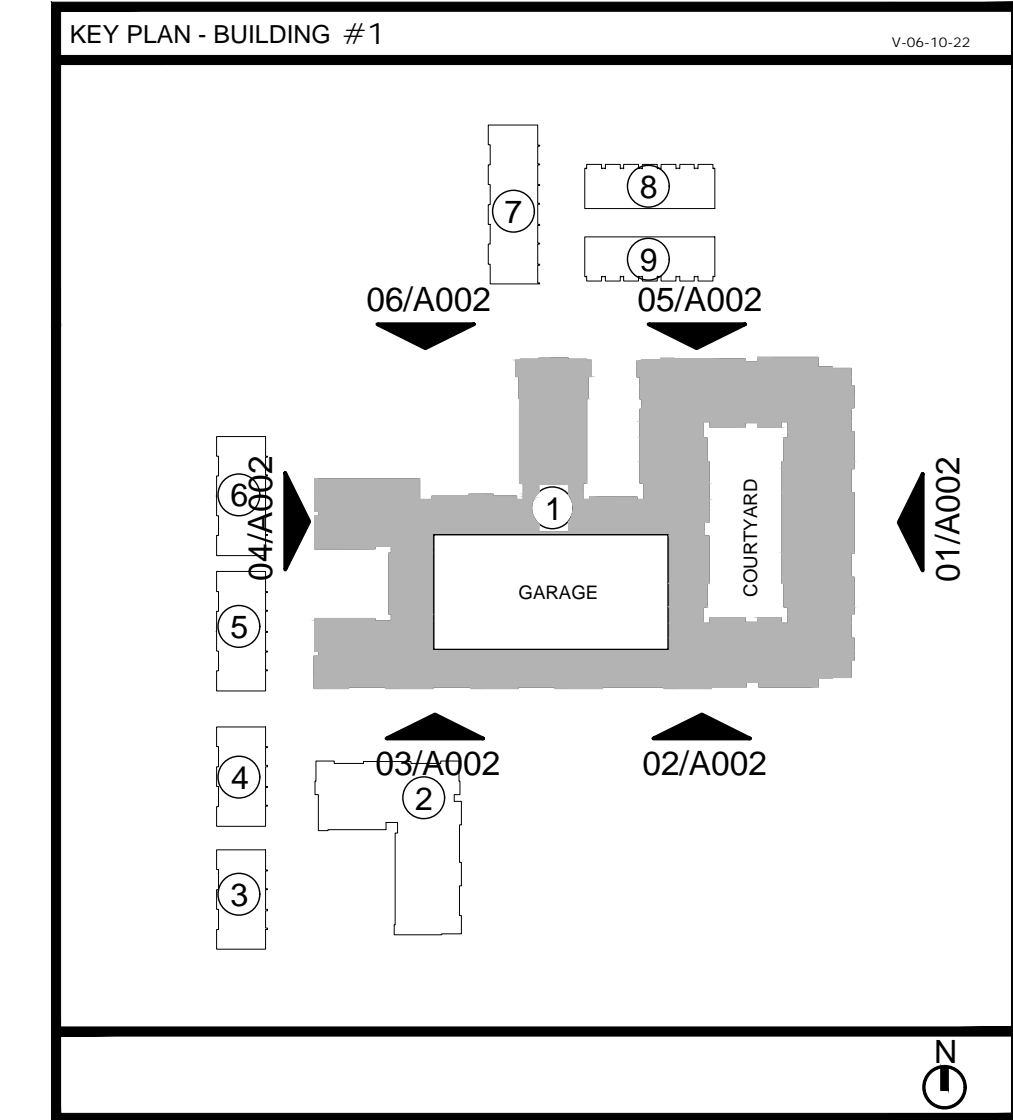 KEY PLAN - BUILDING #1
V-06-10-22
7
8
9
06/A002
05/A002
6
04/A002
1
COURTYARD
01/A002
GARAGE
5
03/A002
02/A002
4
2
3
N